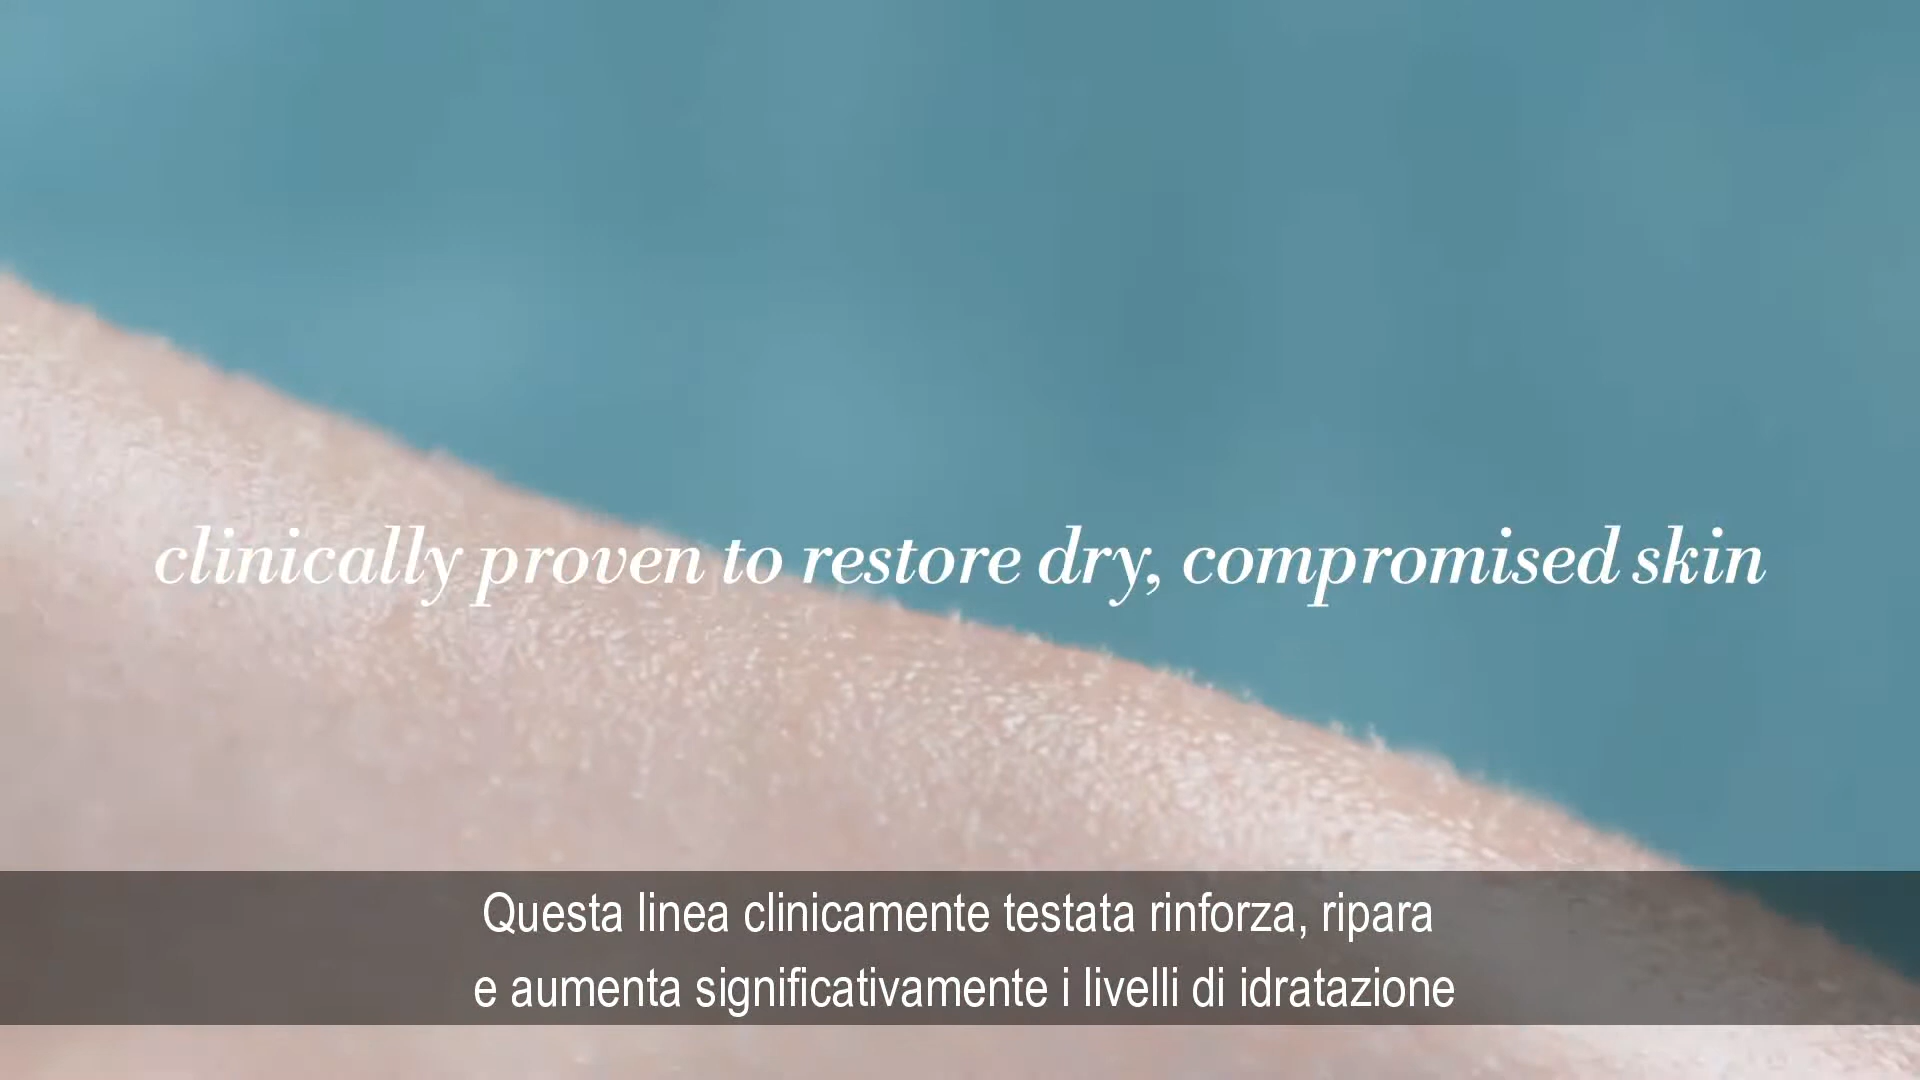 clinically proven to restore dry, compromised skin
Questa linea clinicamente testata rinforza, ripara
e aumenta significativamente i livelli di idratazione